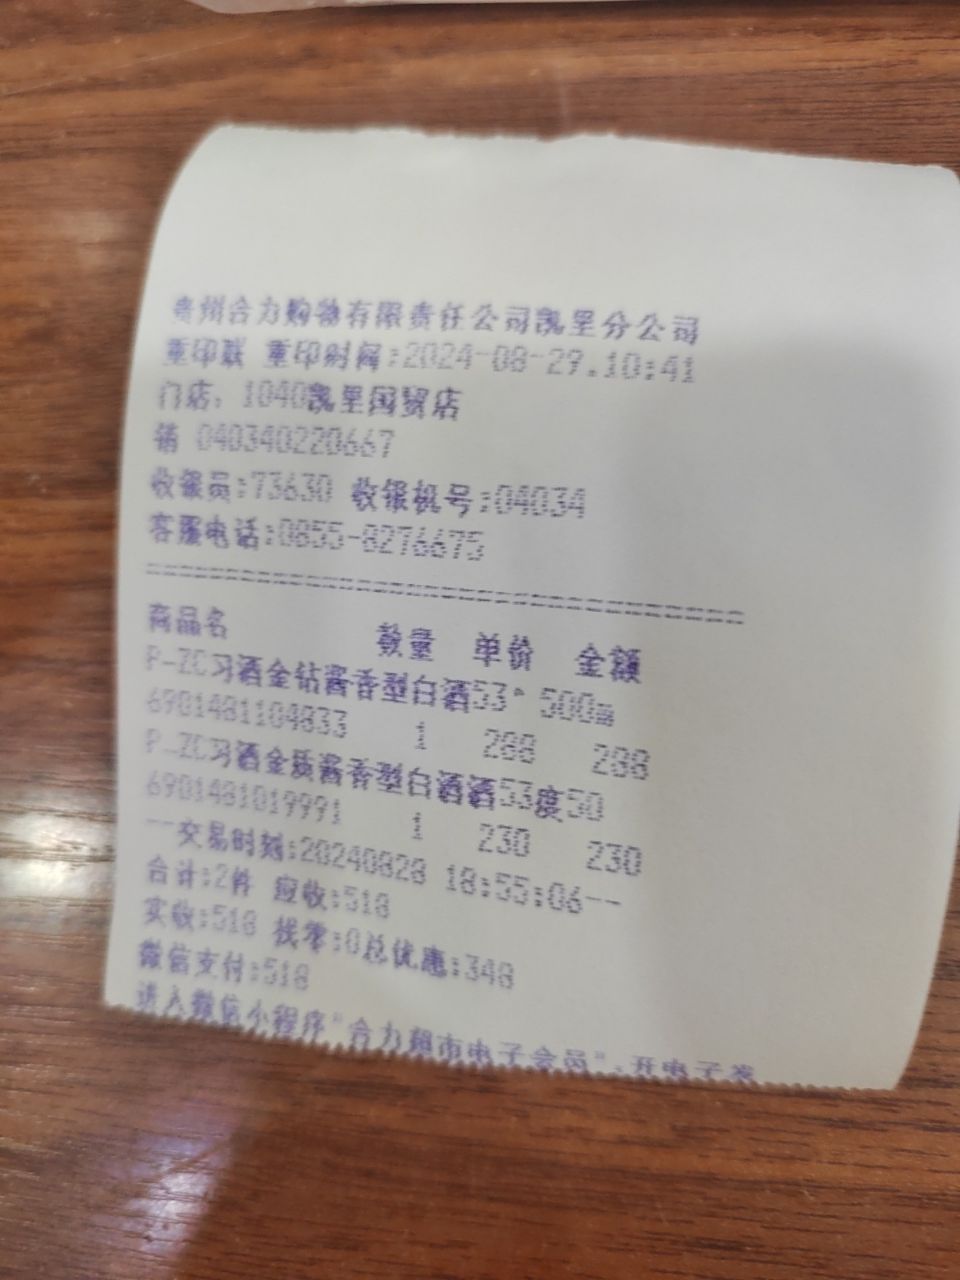 贵州合力购物有限责任公司凯里分公司
重印联 重印时间:2024-08-29.10:41
门店: 1040凯里国贸店
销 040340220667
收银员:73630 收银机号:04034
客服电话:0855-8276675
商品名 数量 单价 金额
P-ZC习酒金钻酱香型白酒53° 500m
6901481104833 1 288 288
P-ZC习酒金质酱香型白酒酒53度50
6901481019991 1 230 230
--交易时刻:20240828 18:55:06--
合计:2件 应收:518
实收:518 找零:0总优惠:348
微信支付:518
进入微信小程序"合力超市电子会员",开电子发